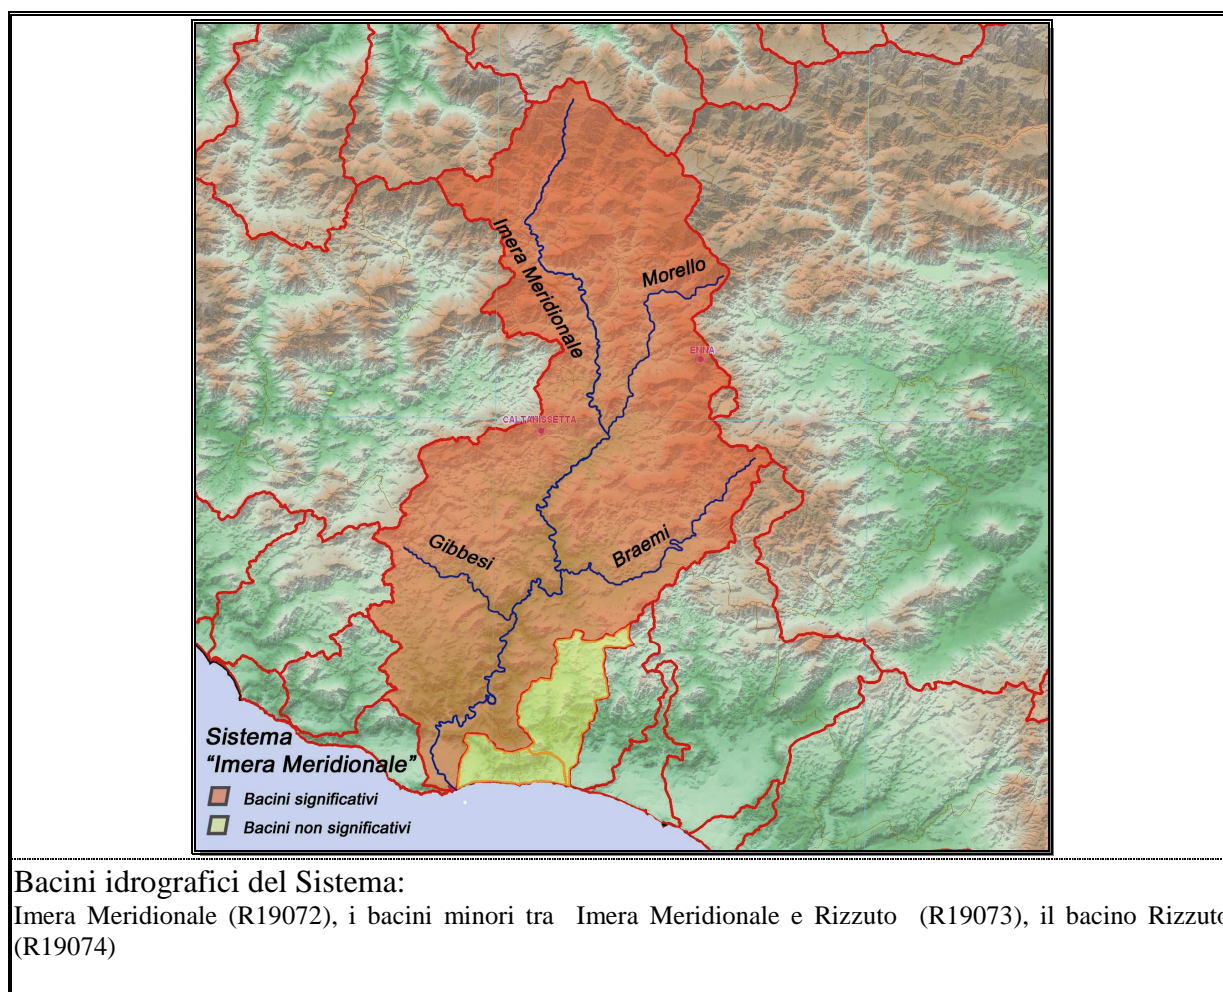 Imera Meridionale
Morello
ENNA
CALTANISSETTA
Gibbesi
Braemi
Sistema
“Imera Meridionale”
Bacini significativi
Bacini non significativi
Bacini idrografici del Sistema:
Imera Meridionale (R19072), i bacini minori tra Imera Meridionale e Rizzuto (R19073), il bacino Rizzuto
(R19074)